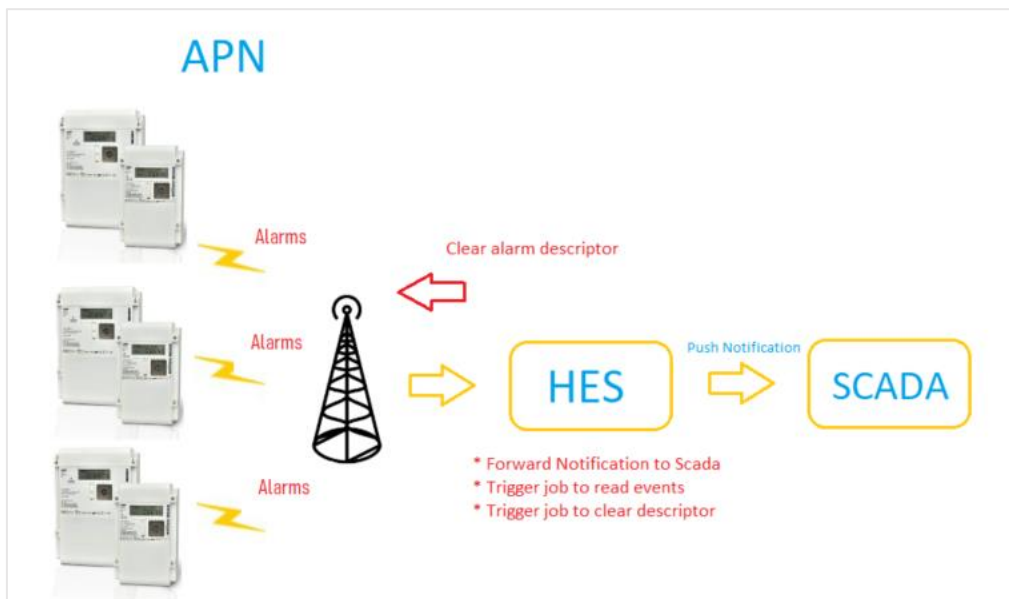 APN
Alarms
Clear alarm descriptor
Alarms
Push Notification
HES
SCADA
* Forward Notification to Scada
* Trigger job to read events
* Trigger job to clear descriptor
Alarms